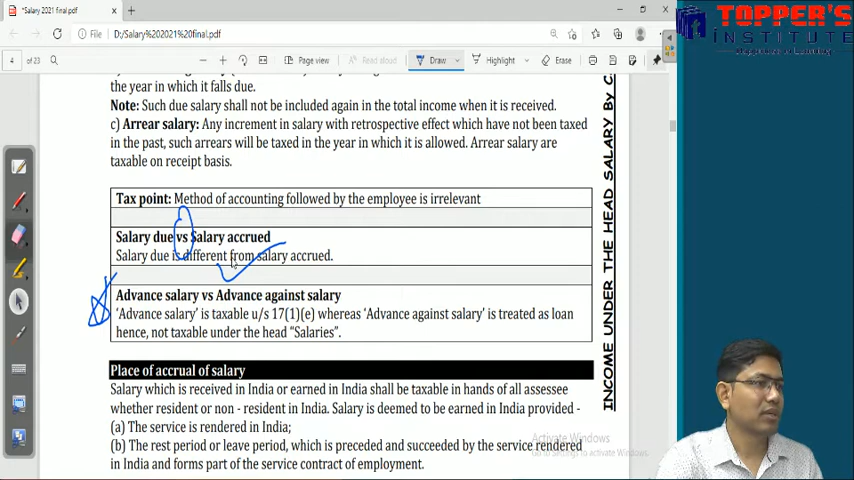 *Salary 2021 final.pdf
TOPPER'S
INSTITUTE
File
D:/Salary%202021%20final.pdf
4
of 23
Page view
Read aloud
Draw
Highlight
Erase
the year in which it falls due.
Note: Such due salary shall not be included again in the total income when it is received.
c) Arrear salary: Any increment in salary with retrospective effect which have not been taxed
in the past, such arrears will be taxed in the year in which it is allowed. Arrear salary are
taxable on receipt basis.
Tax point: Method of accounting followed by the employee is irrelevant
Salary due vs Salary accrued
Salary due is different from salary accrued.
Advance salary vs Advance against salary
‘Advance salary’ is taxable u/s 17(1)(e) whereas ‘Advance against salary’ is treated as loan
hence, not taxable under the head “Salaries”.
Place of accrual of salary
Salary which is received in India or earned in India shall be taxable in hands of all assessee
whether resident or non - resident in India. Salary is deemed to be earned in India provided -
(a) The service is rendered in India;
(b) The rest period or leave period, which is preceded and succeeded by the service rendered
in India and forms part of the service contract of employment.
INCOME UNDER THE HEAD SALARY By C
Activate Windows
Go to Settings to activate Windows.